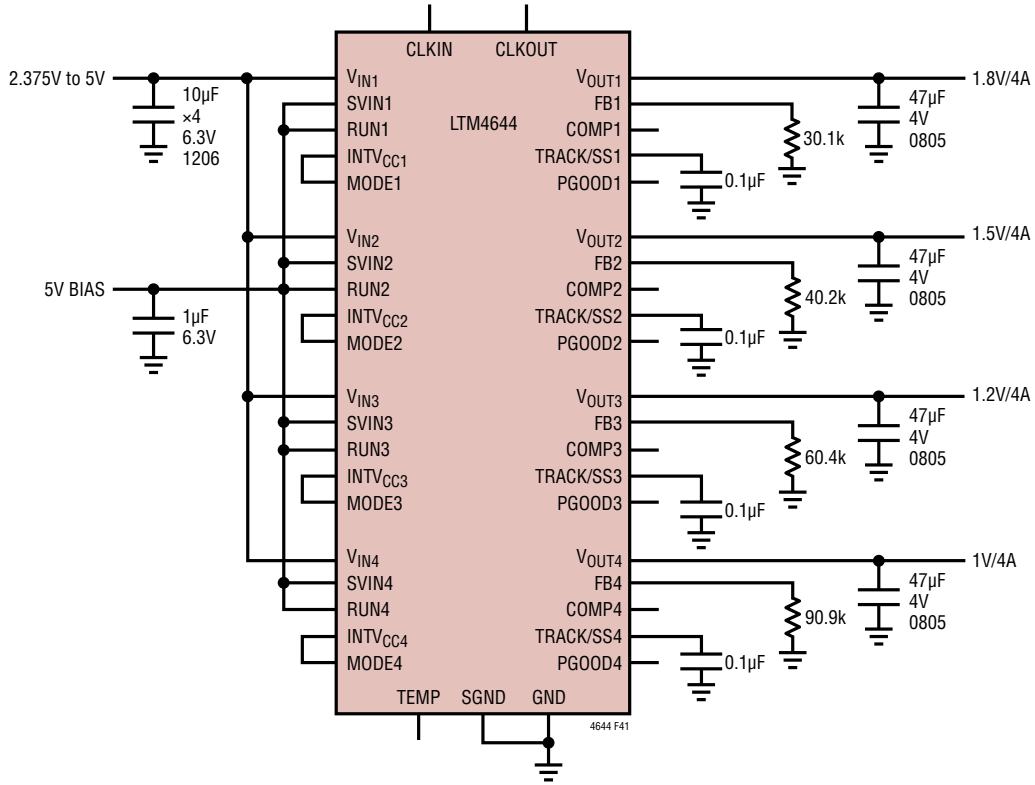 CLKIN CLKOUT
2.375V to 5V
10µF
×4
6.3V
1206
5V BIAS
1µF
6.3V
LTM4644
VIN1
SVIN1
RUN1
INTVCC1
MODE1
VIN2
SVIN2
RUN2
INTVCC2
MODE2
VIN3
SVIN3
RUN3
INTVCC3
MODE3
VIN4
SVIN4
RUN4
INTVCC4
MODE4
VOUT1
FB1
COMP1
TRACK/SS1
PGOOD1
VOUT2
FB2
COMP2
TRACK/SS2
PGOOD2
VOUT3
FB3
COMP3
TRACK/SS3
PGOOD3
VOUT4
FB4
COMP4
TRACK/SS4
PGOOD4
TEMP SGND GND
4644 F41
1.8V/4A
47µF
4V
0805
30.1k
0.1µF
1.5V/4A
47µF
4V
0805
40.2k
0.1µF
1.2V/4A
47µF
4V
0805
60.4k
0.1µF
1V/4A
47µF
4V
0805
90.9k
0.1µF